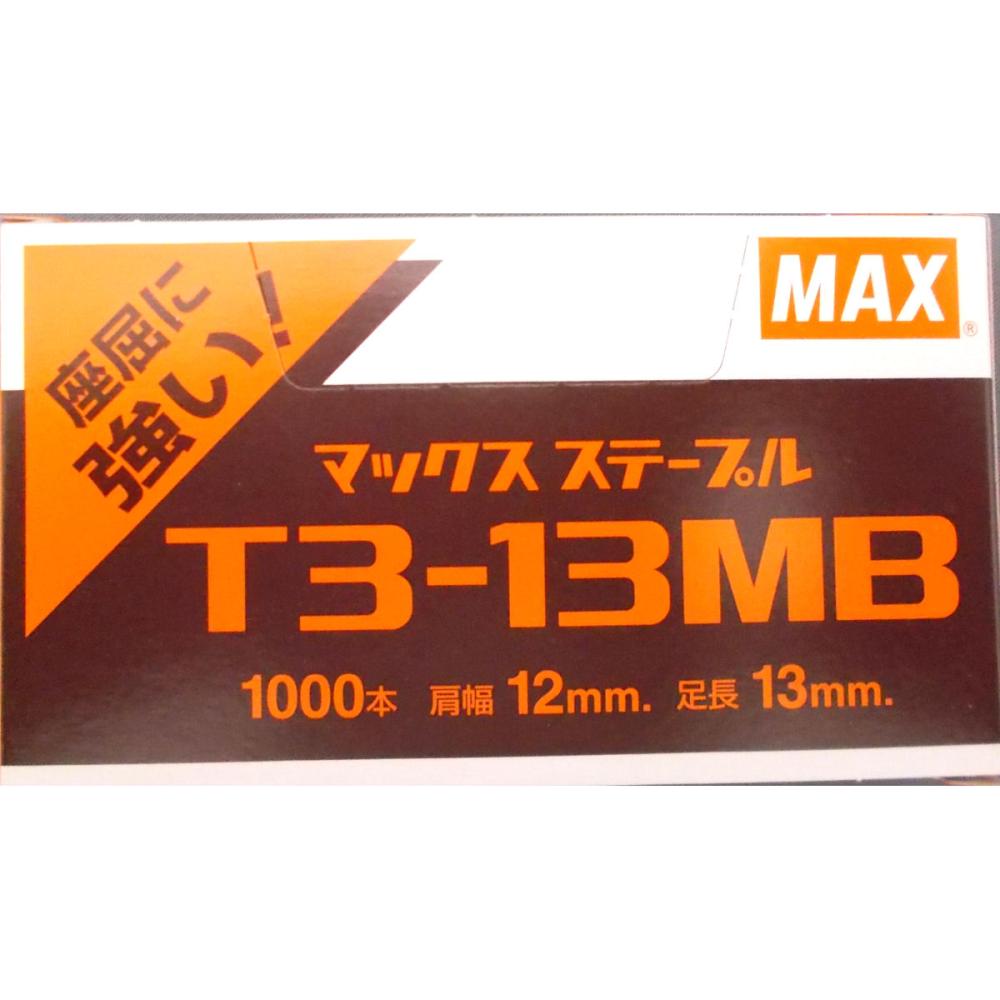 座屈に
強い!
MAX
®
マックス ステープル
T3-13MB
1000本 肩幅 12mm. 足長 13mm.